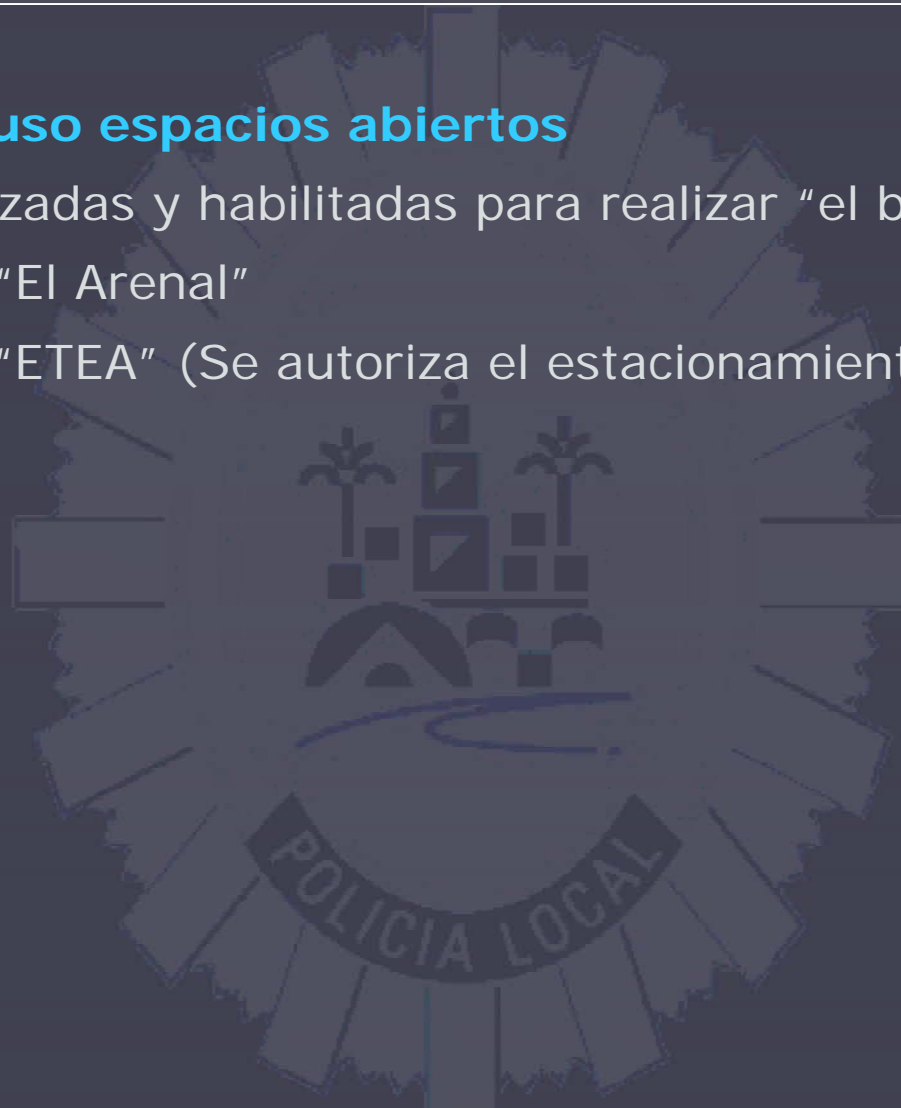 uso espacios abiertos
zadas y habilitadas para realizar “el b
“El Arenal”
“ETEA” (Se autoriza el estacionamient
POLICIA LOCAL